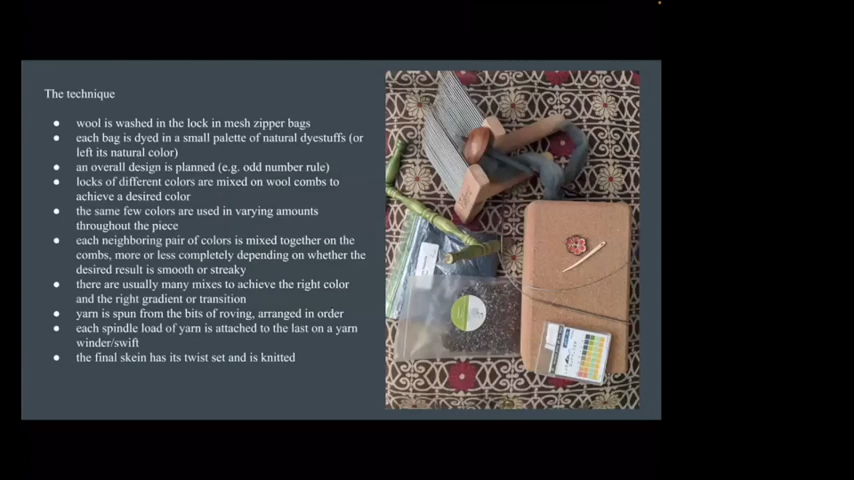 The technique
● wool is washed in the lock in mesh zipper bags
● each bag is dyed in a small palette of natural dyestuffs (or
left its natural color)
● an overall design is planned (e.g. odd number rule)
● locks of different colors are mixed on wool combs to
achieve a desired color
● the same few colors are used in varying amounts
throughout the piece
● each neighboring pair of colors is mixed together on the
combs, more or less completely depending on whether the
desired result is smooth or streaky
● there are usually many mixes to achieve the right color
and the right gradient or transition
● yarn is spun from the bits of roving, arranged in order
● each spindle load of yarn is attached to the last on a yarn
winder/swift
● the final skein has its twist set and is knitted